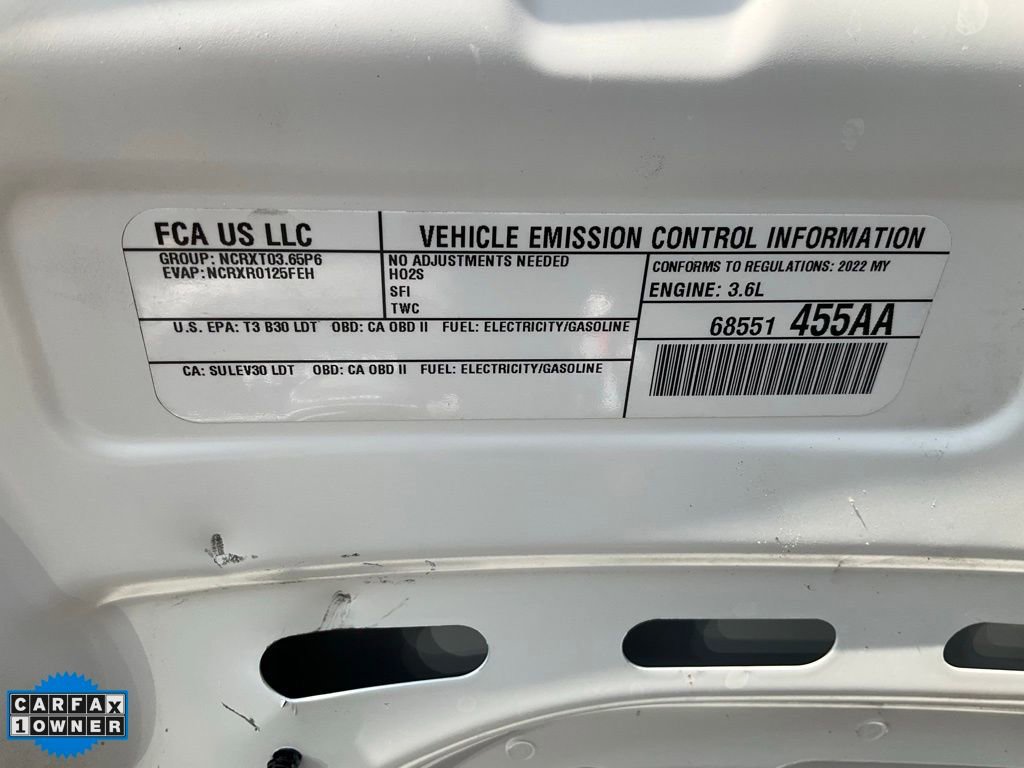 FCA US LLC
GROUP: NCRXT03.65P6
EVAP:NCRXR0125FEH
VEHICLE EMISSION CONTROL INFORMATION
NO ADJUSTMENTS NEEDED
HO2S
SFI
TWC
CONFORMS TO REGULATIONS: 2022 MY
ENGINE: 3.6L
68551 455AA
U.S. EPA: T3 B30 LDT OBD: CA OBD II FUEL: ELECTRICITY/GASOLINE
CA: SULEV30 LDT OBD: CA OBD II FUEL: ELECTRICITY/GASOLINE
CARFAX
1 OWNER